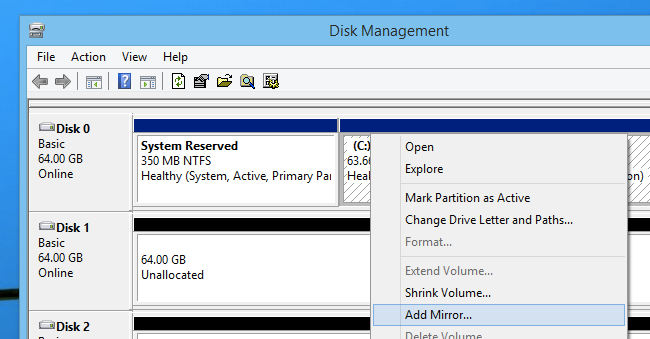 Disk Management
File Action View Help
Disk 0
Basic
64.00 GB
Online
System Reserved
350 MB NTFS
Healthy (System, Active, Primary Par
(C:)
63.6
Heal
on)
Open
Explore
Mark Partition as Active
Change Drive Letter and Paths...
Format...
Extend Volume...
Shrink Volume...
Add Mirror...
Delete Volume
Disk 1
Basic
64.00 GB
Online
64.00 GB
Unallocated
Disk 2